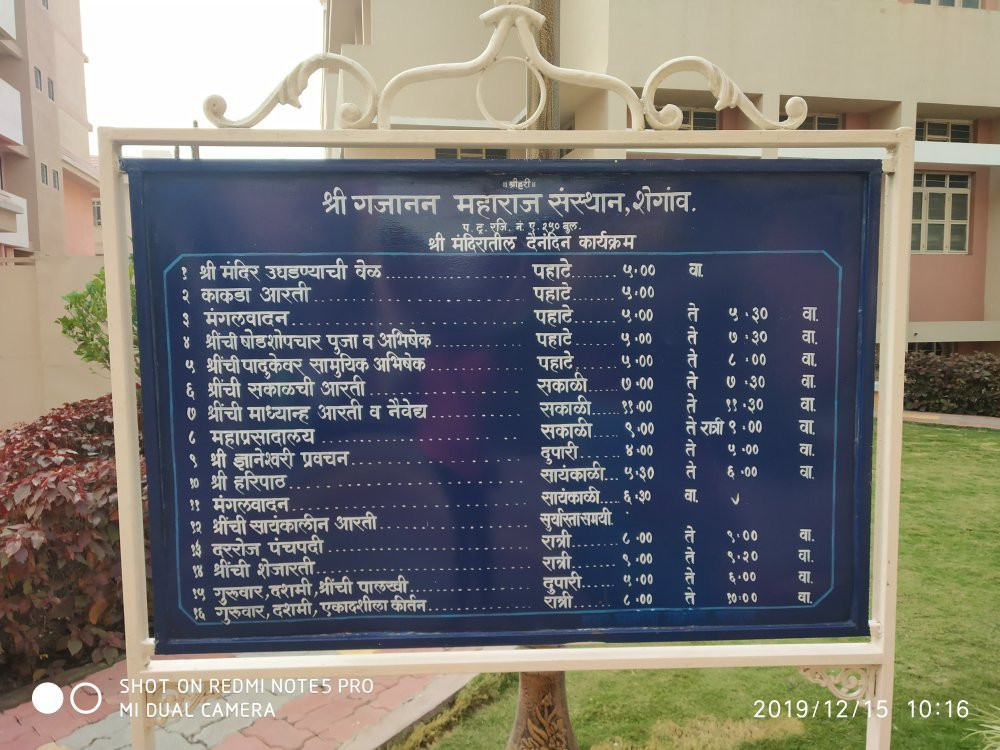 ॥श्रीहरी॥
श्री गजानन महाराज संस्थान, शेगांव.
प. ट्र. रजि. नं. ए. २५० बुल.
श्री मंदिरातील दैनंदिन कार्यक्रम
१ श्री मंदिर उघडण्याची वेळ पहाटे ५.०० वा.
२ काकडा आरती पहाटे ५.००
३ मंगलवादन पहाटे ५.०० ते ५.३० वा.
४ श्रींची षोडशोपचार पुजा व अभिषेक पहाटे ५.०० ते ७.३० वा.
५ श्रींची पादुकेवर सामुयिक अभिषेक पहाटे ५.०० ते ८.०० वा.
६ श्रींची सकाळची आरती सकाळी ७.०० ते ७.३० वा.
७ श्रींची माध्यान्ह आरती व नैवेद्य सकाळी ११.०० ते ११.३० वा.
८ महाप्रसादालय सकाळी ९.०० ते रात्री ९.०० वा.
९ श्री ज्ञानेश्वरी प्रवचन दुपारी ४.०० ते ५.०० वा.
१० श्री हरिपाठ सायंकाळी ५.३० ते ६.०० वा.
११ मंगलवादन सायंकाळी ६.३० वा.
१२ श्रींची सायंकालीन आरती सुर्यास्तासमयी
१३ दररोज पंचपदी रात्री ८.०० ते ९.०० वा.
१४ श्रींची शेजारती रात्री ९.०० ते ९.२० वा.
१५ गुरुवार, दशमी, श्रींची पालखी दुपारी ५.०० ते ६.०० वा.
१६ गुरुवार, दशमी, एकादशीला कीर्तन रात्री ८.०० ते १०.०० वा.
SHOT ON REDMI NOTE5 PRO
MI DUAL CAMERA
2019/12/15 10:16